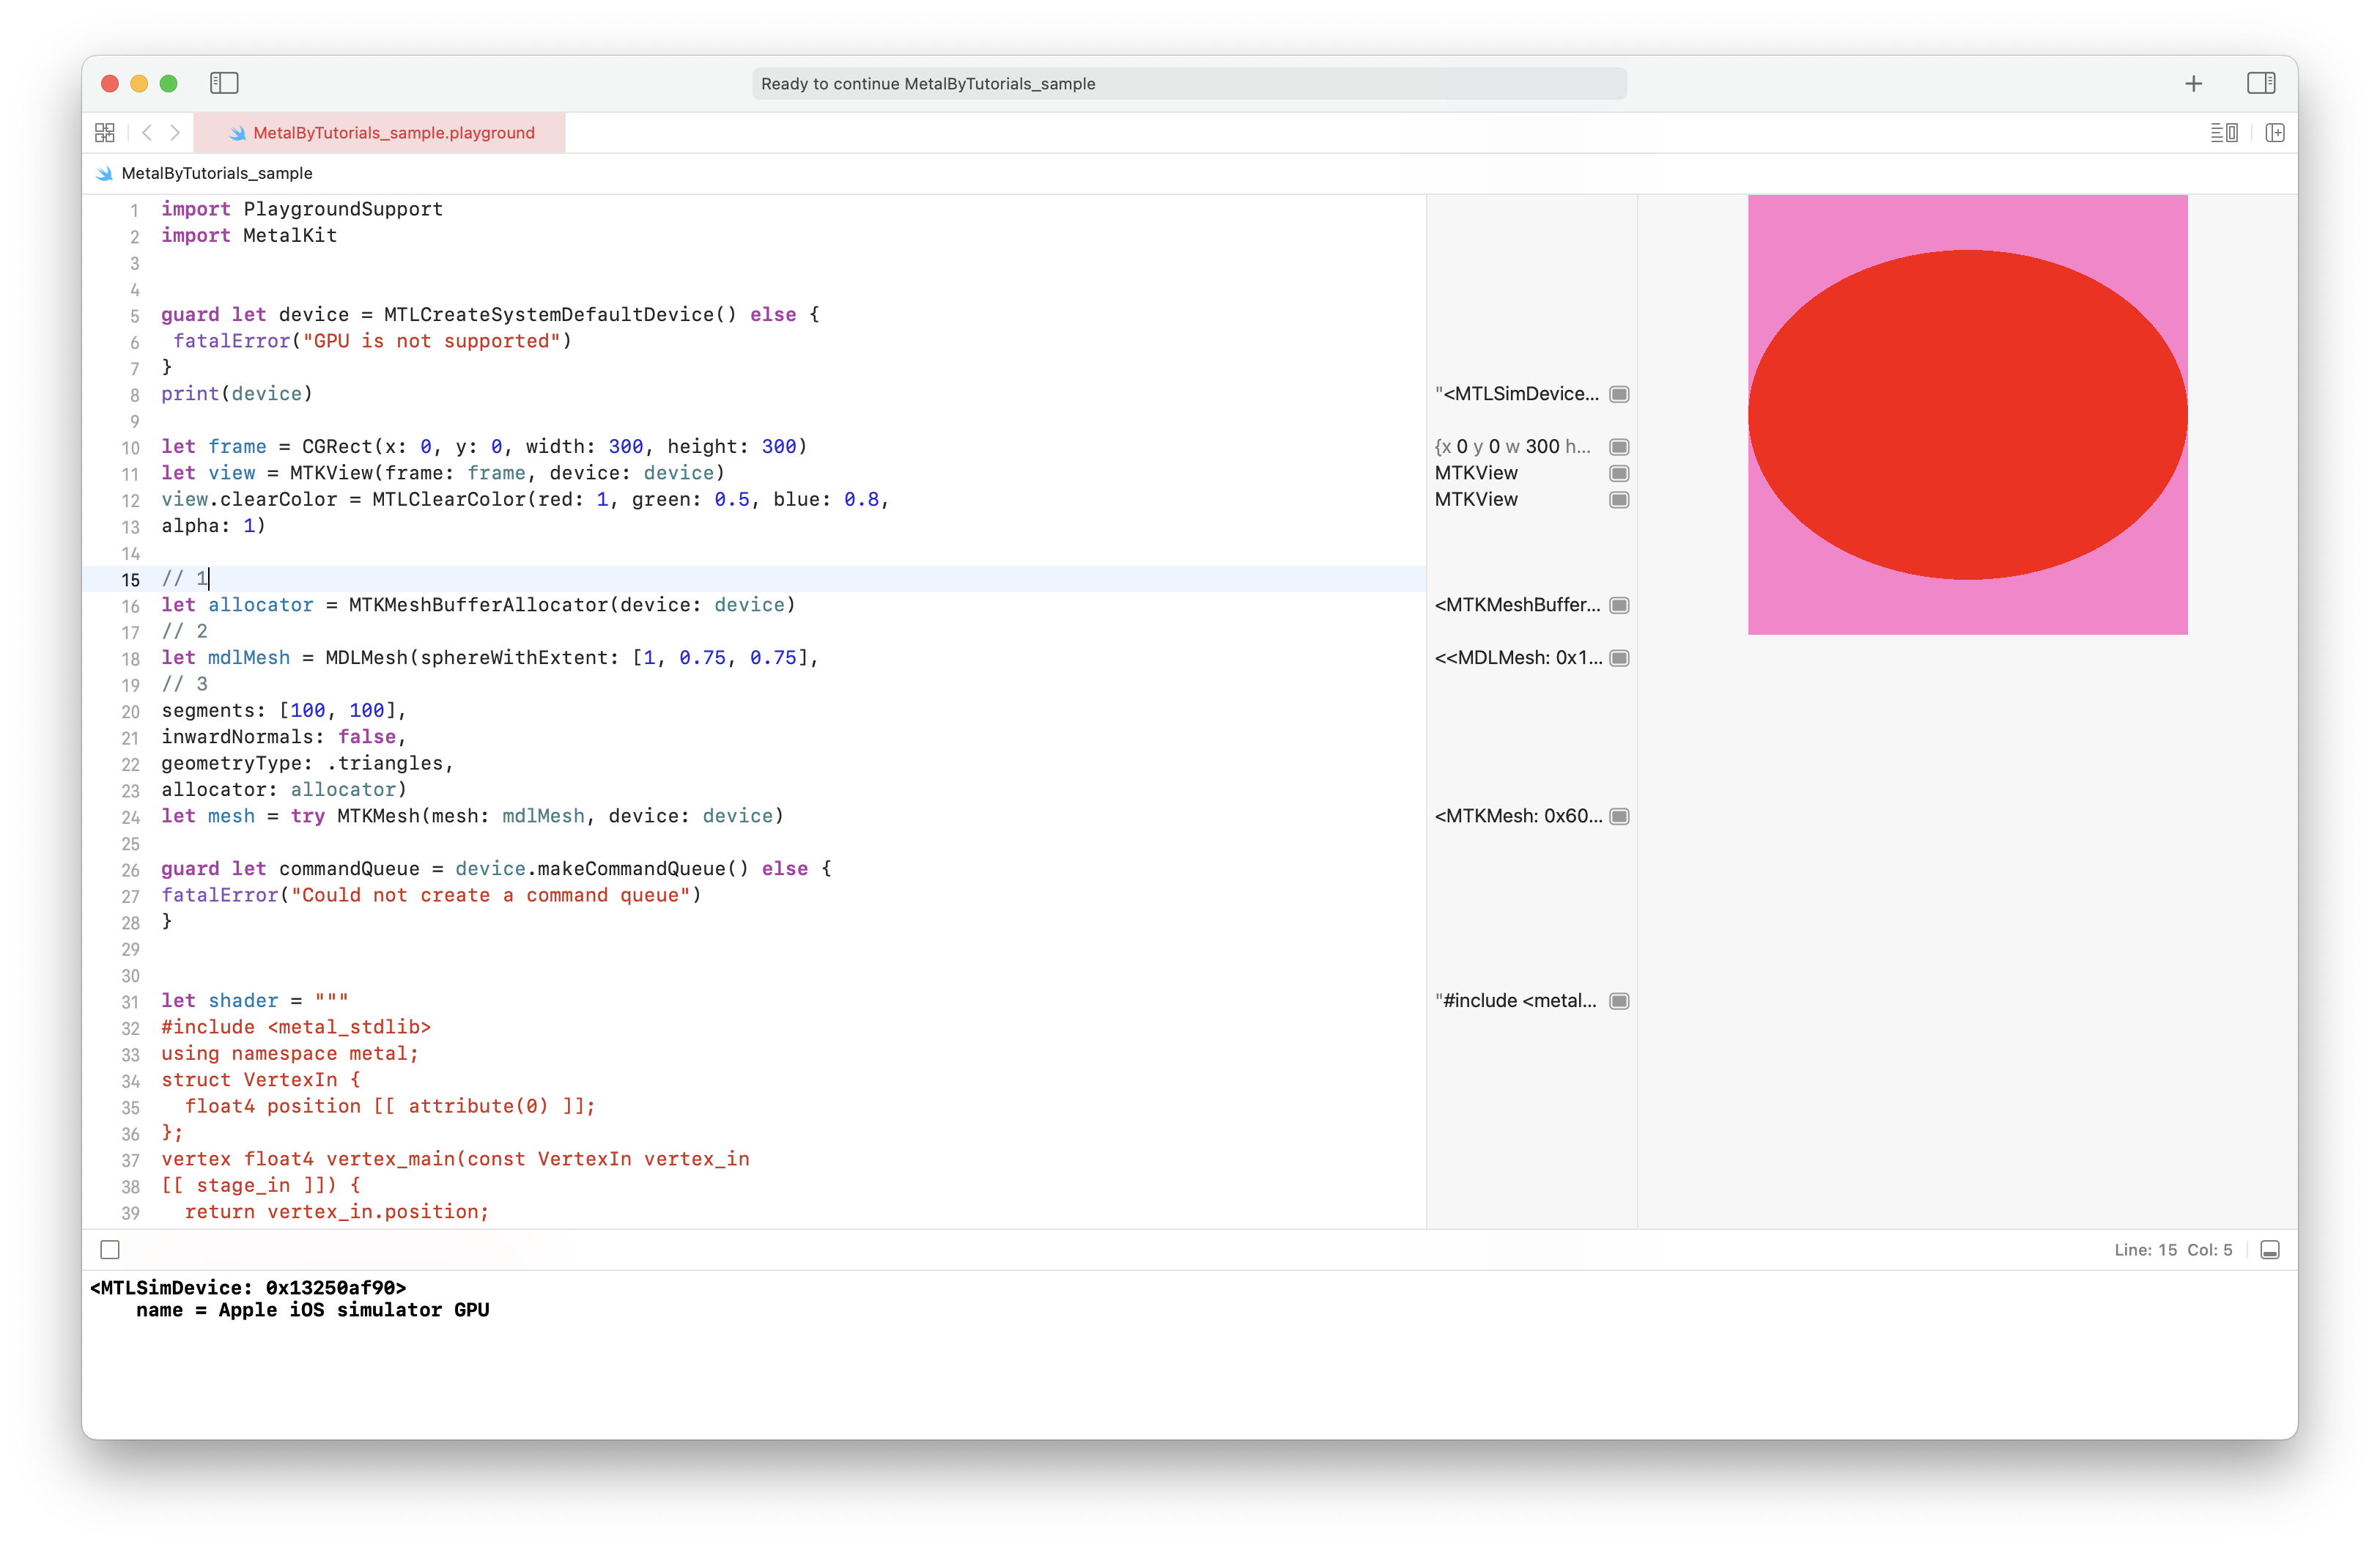 Ready to continue MetalByTutorials_sample
MetalByTutorials_sample.playground
MetalByTutorials_sample
1 import PlaygroundSupport
2 import MetalKit
3
4
5 guard let device = MTLCreateSystemDefaultDevice() else {
6 fatalError("GPU is not supported")
7 }
8 print(device) "<MTLSimDevice...
9
10 let frame = CGRect(x: 0, y: 0, width: 300, height: 300) {x 0 y 0 w 300 h...
11 let view = MTKView(frame: frame, device: device) MTKView
12 view.clearColor = MTLClearColor(red: 1, green: 0.5, blue: 0.8, MTKView
13 alpha: 1)
14
15 // 1
16 let allocator = MTKMeshBufferAllocator(device: device) <MTKMeshBuffer...
17 // 2
18 let mdlMesh = MDLMesh(sphereWithExtent: [1, 0.75, 0.75], <<MDLMesh: 0x1...
19 // 3
20 segments: [100, 100],
21 inwardNormals: false,
22 geometryType: .triangles,
23 allocator: allocator)
24 let mesh = try MTKMesh(mesh: mdlMesh, device: device) <MTKMesh: 0x60...
25
26 guard let commandQueue = device.makeCommandQueue() else {
27 fatalError("Could not create a command queue")
28 }
29
30
31 let shader = """ "#include <metal...
32 #include <metal_stdlib>
33 using namespace metal;
34 struct VertexIn {
35 float4 position [[ attribute(0) ]];
36 };
37 vertex float4 vertex_main(const VertexIn vertex_in
38 [[ stage_in ]]) {
39 return vertex_in.position;
Line: 15 Col: 5
<MTLSimDevice: 0x13250af90>
name = Apple iOS simulator GPU